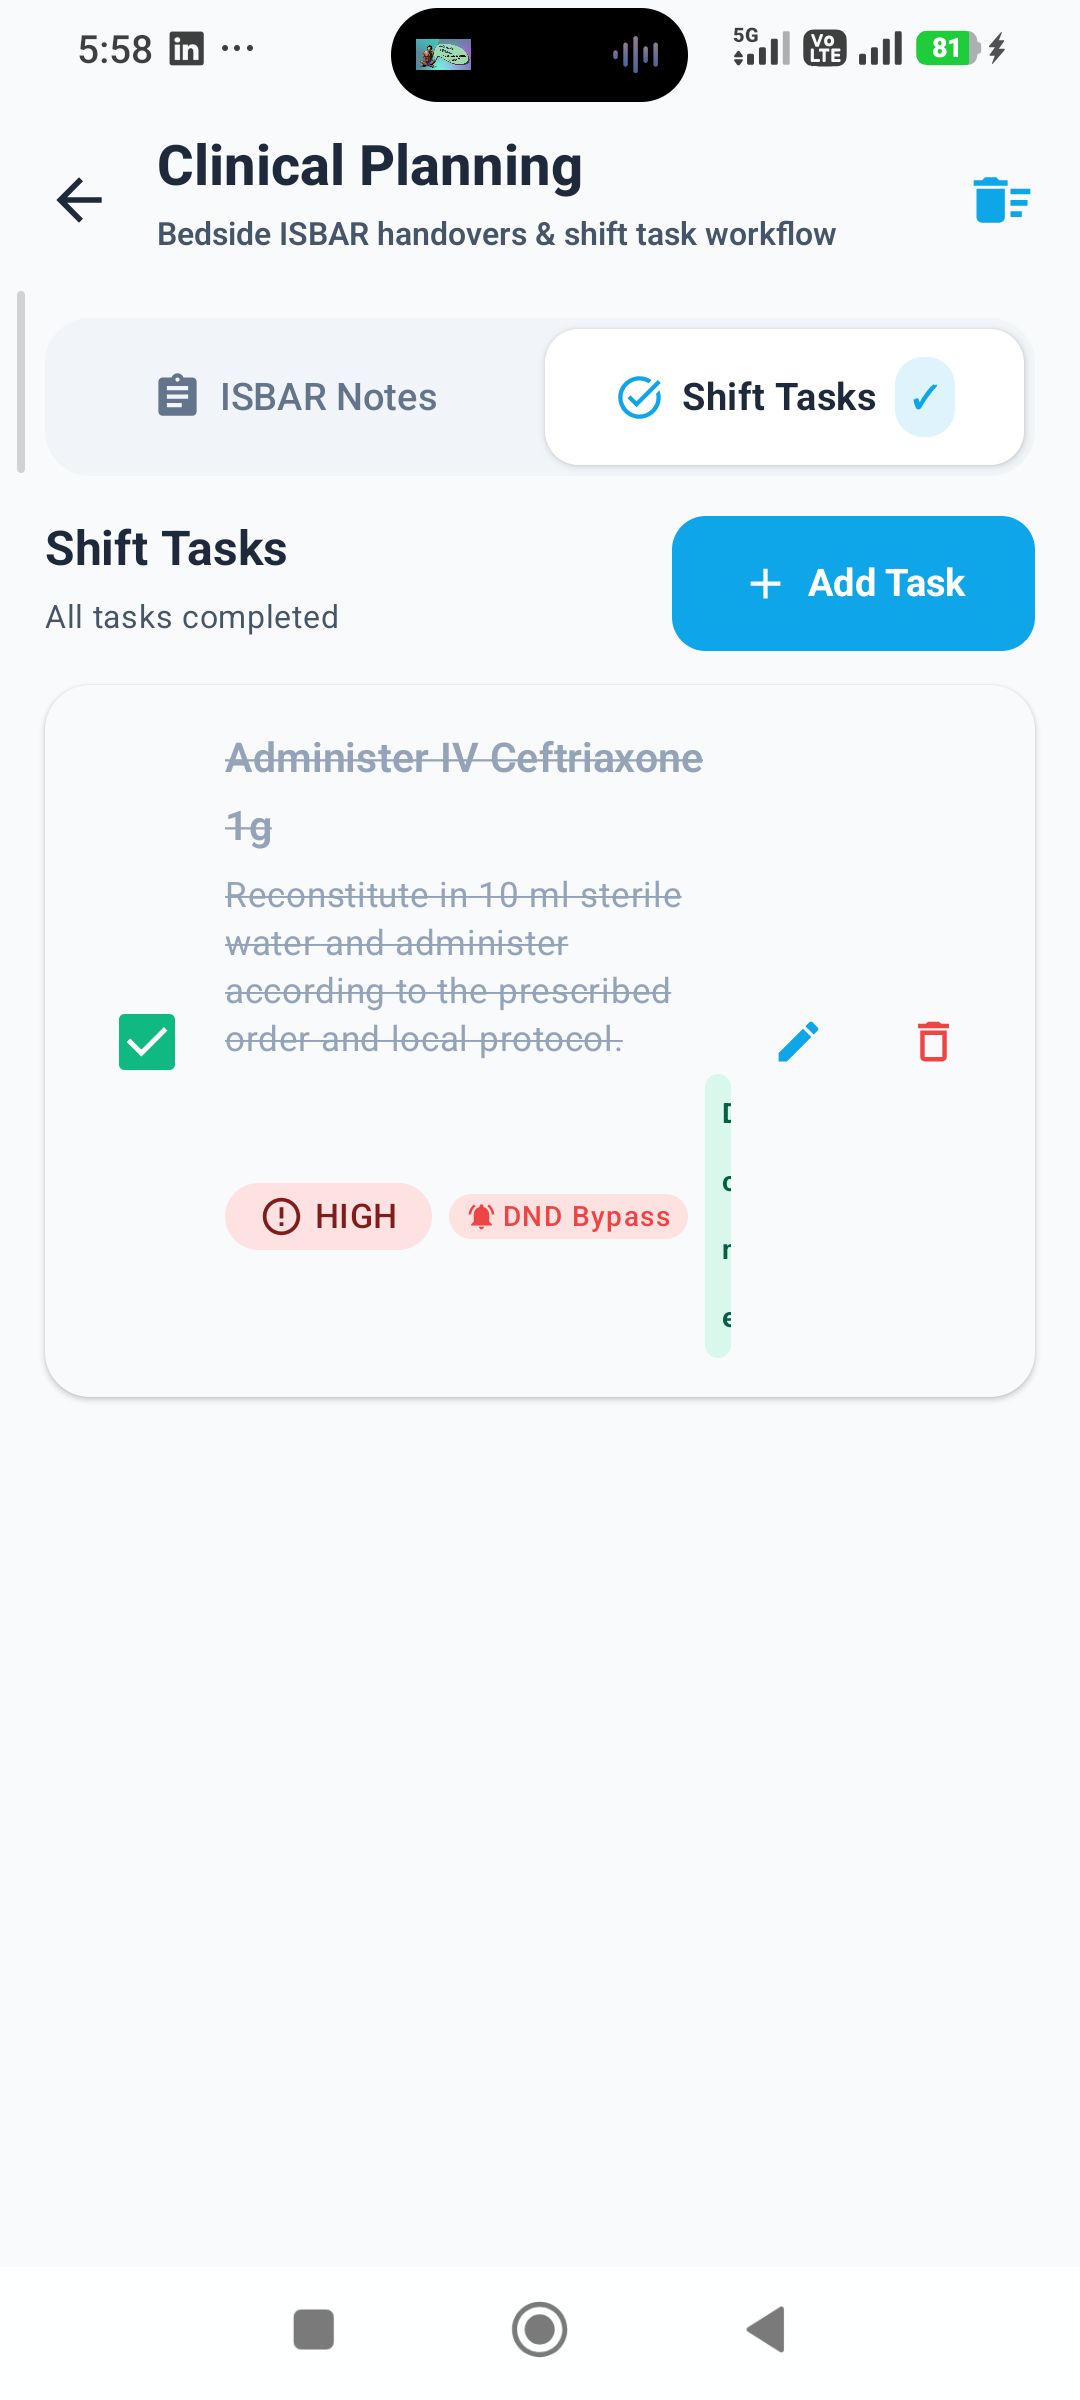 5:58
5G
Vo
LTE
81
Clinical Planning
Bedside ISBAR handovers & shift task workflow
ISBAR Notes
Shift Tasks ✓
Shift Tasks
All tasks completed
+ Add Task
Administer IV Ceftriaxone
1g
Reconstitute in 10 ml sterile
water and administer
according to the prescribed
order and local protocol.
HIGH
DND Bypass
D
o
n
e